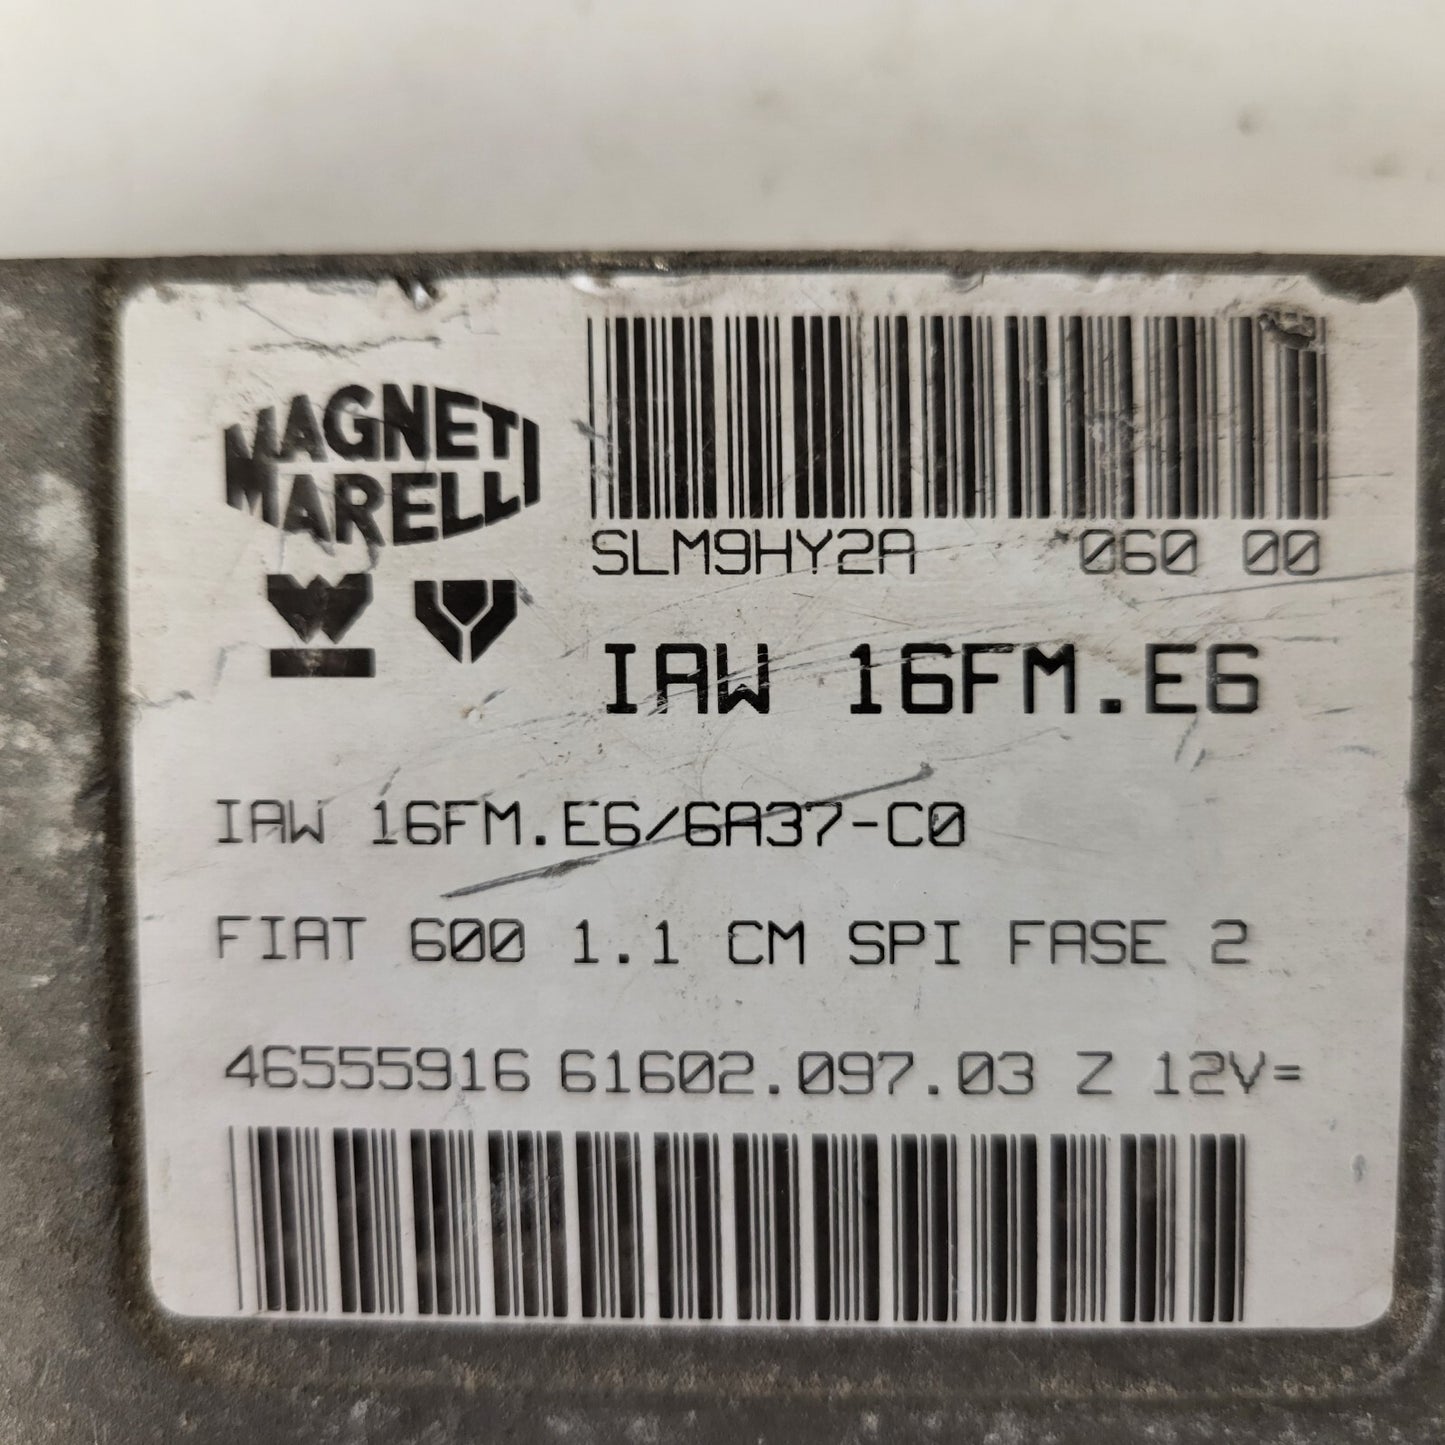 MAGNETI
MARELLI
SLM9HY2A 060 00
IAW 16FM.E6
IAW 16FM.E6/6A37-C0
FIAT 600 1.1 CM SPI FASE 2
46555916 61602.097.03 Z 12V=